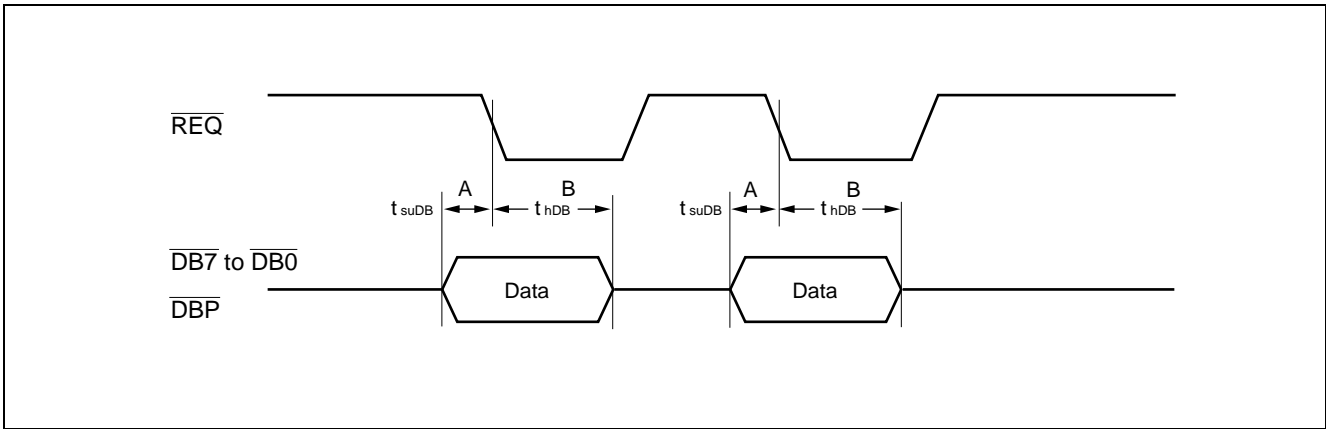 REQ
A B A B
t suDB t hDB t suDB t hDB
DB7 to DB0
Data Data
DBP